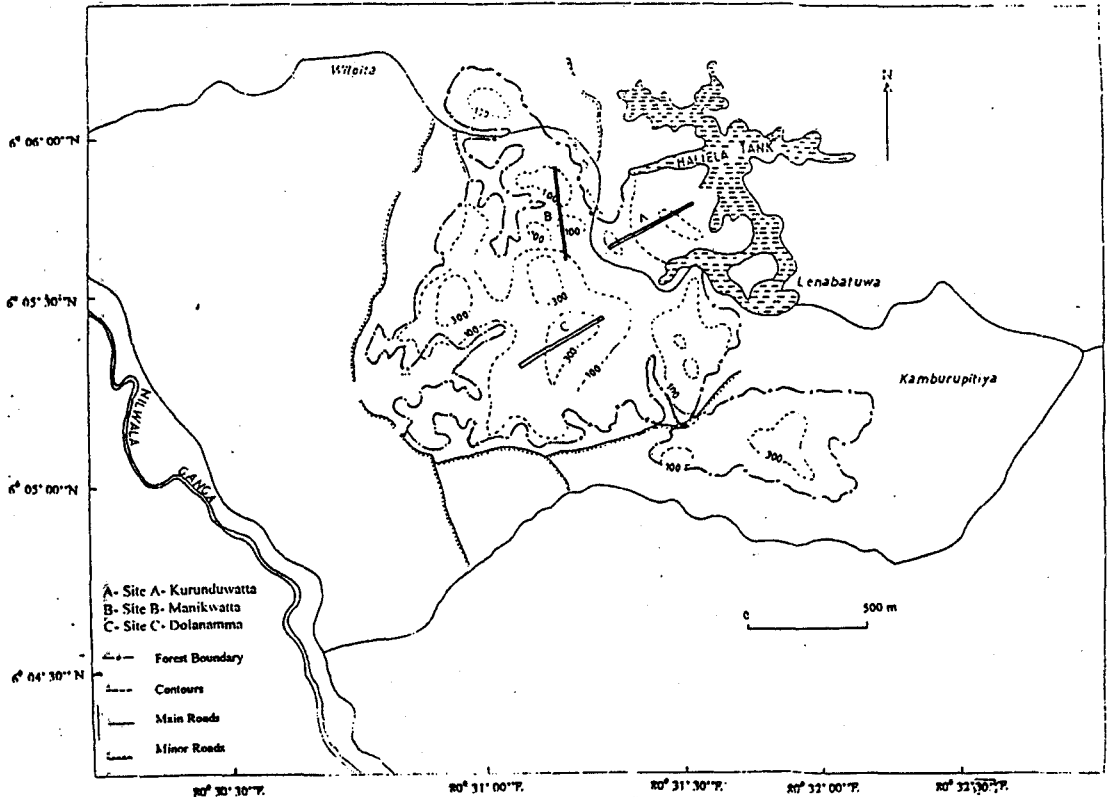 Wilpita
N
6° 06' 00" N
HALLELA TANK
100
100
A
B
100
100
Lenabatuwa
6° 05' 30" N
300
300
100
C
300
100
100
Kamburupitiya
NILWALA
GANGA
300
100
6° 05' 00" N
A- Site A- Kurunduwatta
B- Site B- Manikwatta
C- Site C- Dolanamma
0 500 m
Forest Boundary
6° 04' 30" N
Contours
Main Roads
Minor Roads
80° 30' 30" E.
80° 31' 00" E.
80° 31' 30" E.
80° 32' 00" E.
80° 32' 30" E.